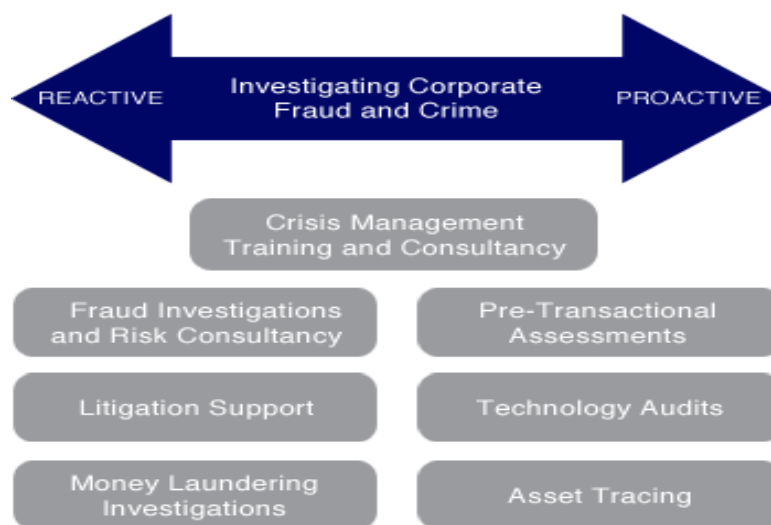 REACTIVE
Investigating Corporate
Fraud and Crime
PROACTIVE
Crisis Management
Training and Consultancy
Fraud Investigations
and Risk Consultancy
Pre-Transactional
Assessments
Litigation Support
Technology Audits
Money Laundering
Investigations
Asset Tracing